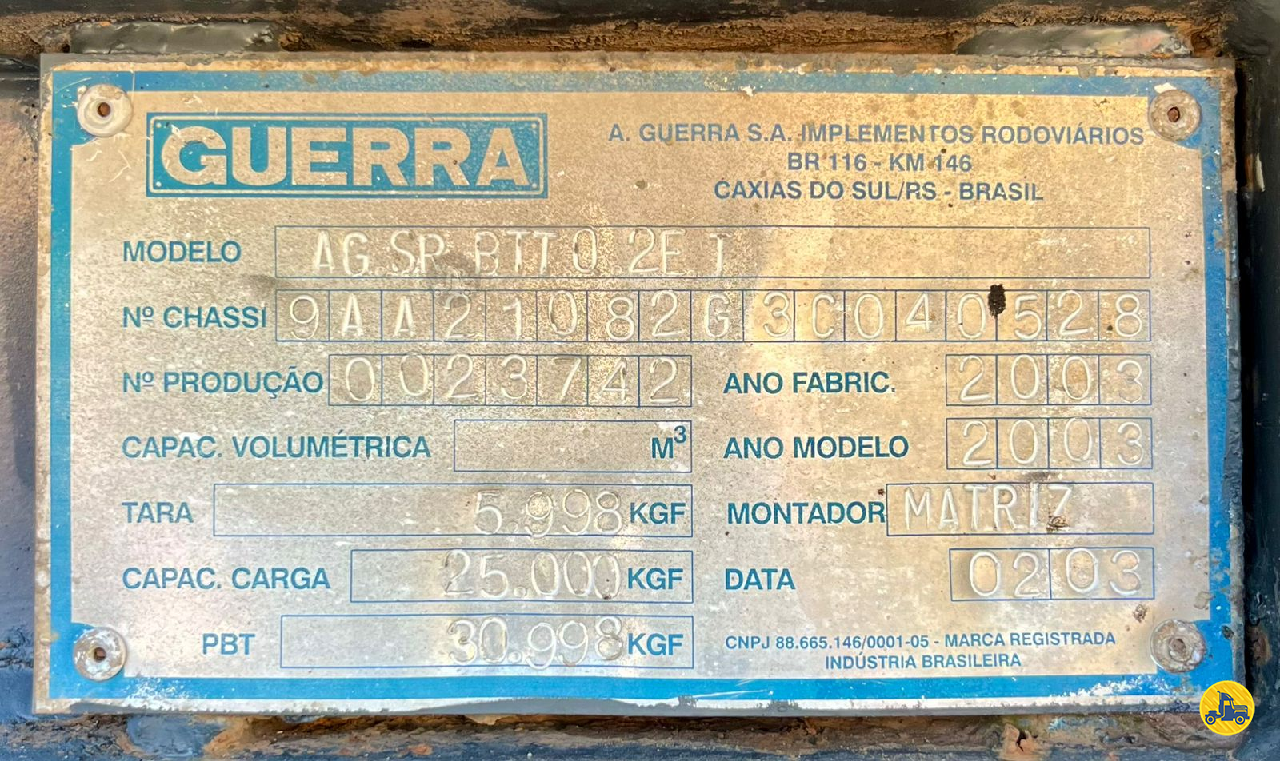 GUERRA
A. GUERRA S.A. IMPLEMENTOS RODOVIÁRIOS
BR 116 - KM 146
CAXIAS DO SUL/RS - BRASIL
MODELO AG SR BTTO 2E T
Nº CHASSI 9AA21082G3C040528
Nº PRODUÇÃO 0023742 ANO FABRIC. 2003
CAPAC. VOLUMÉTRICA M³ ANO MODELO 2003
TARA 5.998 KGF MONTADOR MATRIZ
CAPAC. CARGA 25.000 KGF DATA 0203
PBT 30.998 KGF
CNPJ 88.665.146/0001-05 - MARCA REGISTRADA
INDÚSTRIA BRASILEIRA